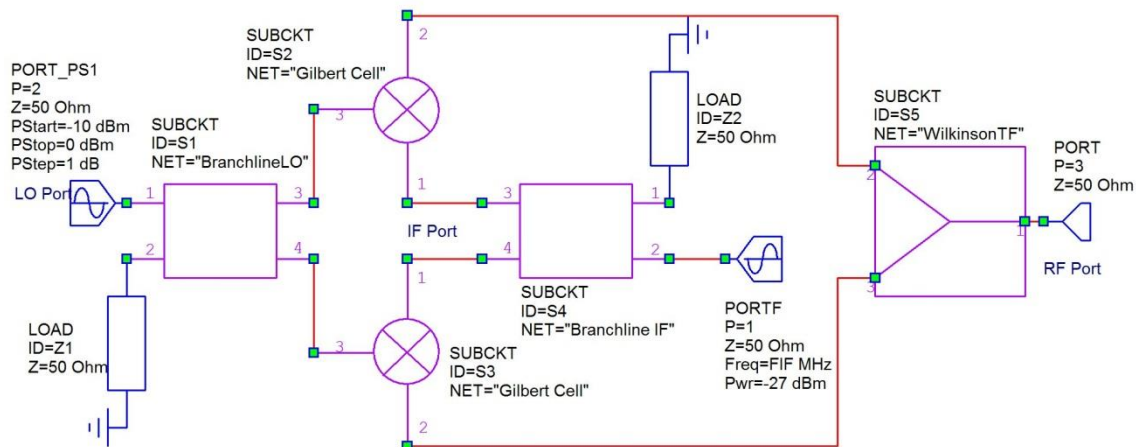 PORT_PS1
P=2
Z=50 Ohm
PStart=-10 dBm
PStop=0 dBm
PStep=1 dB
LO Port
SUBCKT
ID=S1
NET="BranchlineLO"
1
2
3
4
LOAD
ID=Z1
Z=50 Ohm
SUBCKT
ID=S2
NET="Gilbert Cell"
2
3
1
IF Port
1
3
2
SUBCKT
ID=S3
NET="Gilbert Cell"
3
4
1
2
SUBCKT
ID=S4
NET="Branchline IF"
LOAD
ID=Z2
Z=50 Ohm
PORTF
P=1
Z=50 Ohm
Freq=FIF MHz
Pwr=-27 dBm
SUBCKT
ID=S5
NET="WilkinsonTF"
2
3
1
PORT
P=3
Z=50 Ohm
RF Port